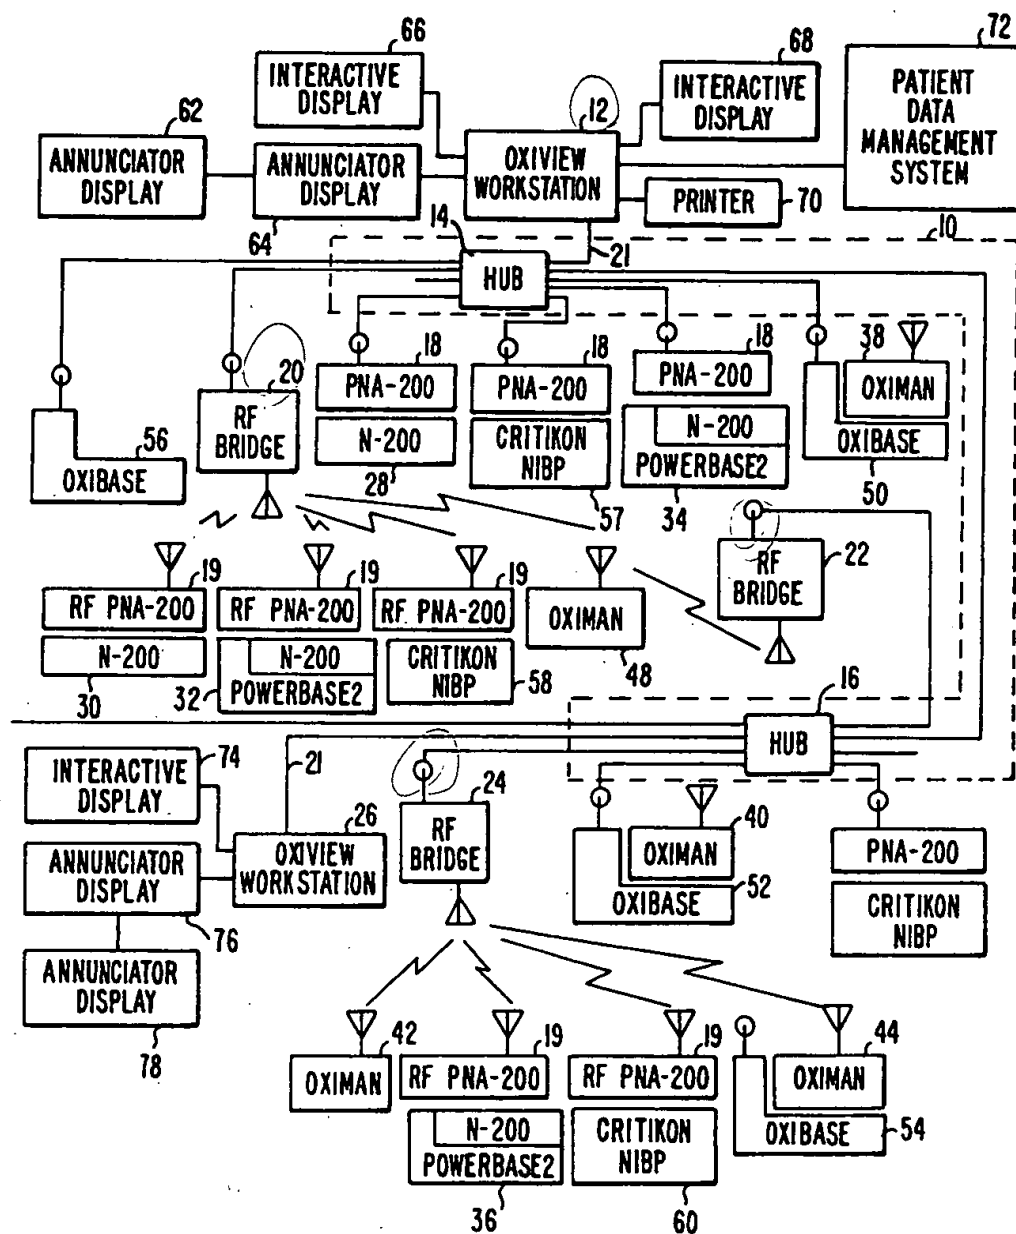 66
INTERACTIVE
DISPLAY
68
INTERACTIVE
DISPLAY
72
PATIENT
DATA
MANAGEMENT
SYSTEM
62
ANNUNCIATOR
DISPLAY
ANNUNCIATOR
DISPLAY
64
12
OXIVIEW
WORKSTATION
PRINTER
70
10
14
HUB
21
20
RF
BRIDGE
18
PNA-200
N-200
28
18
PNA-200
CRITIKON
NIBP
57
18
PNA-200
N-200
POWERBASE2
34
38
OXIMAN
OXIBASE
50
56
OXIBASE
RF
BRIDGE
22
19
RF PNA-200
N-200
30
19
RF PNA-200
N-200
POWERBASE2
32
19
RF PNA-200
CRITIKON
NIBP
58
OXIMAN
48
16
HUB
74
INTERACTIVE
DISPLAY
21
26
OXIVIEW
WORKSTATION
ANNUNCIATOR
DISPLAY
76
ANNUNCIATOR
DISPLAY
78
24
RF
BRIDGE
40
OXIMAN
OXIBASE
52
PNA-200
CRITIKON
NIBP
42
OXIMAN
19
RF PNA-200
N-200
POWERBASE2
36
19
RF PNA-200
CRITIKON
NIBP
60
44
OXIMAN
OXIBASE
54